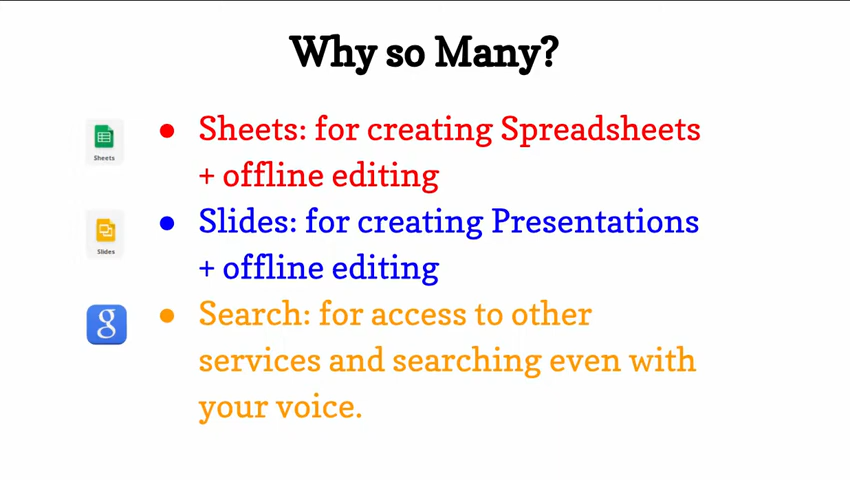 Why so Many?
Sheets
● Sheets: for creating Spreadsheets
+ offline editing
Slides
● Slides: for creating Presentations
+ offline editing
g
● Search: for access to other
services and searching even with
your voice.